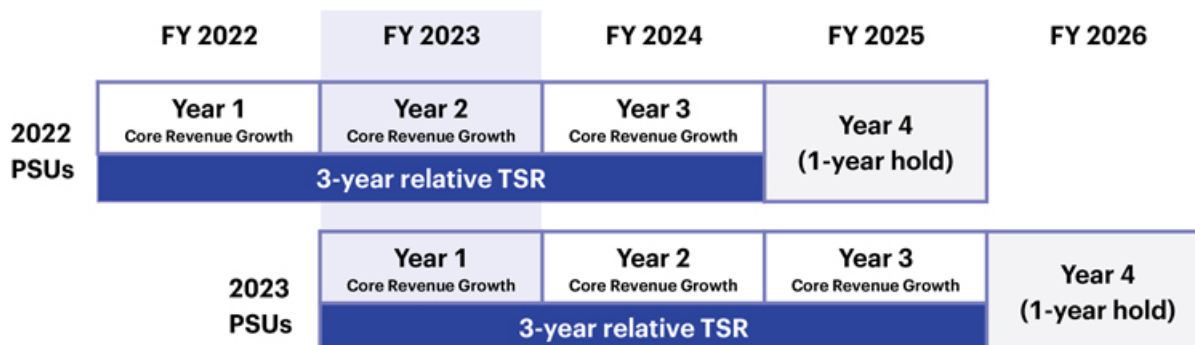 FY 2022 FY 2023 FY 2024 FY 2025 FY 2026
2022 PSUs
Year 1
Core Revenue Growth
Year 2
Core Revenue Growth
Year 3
Core Revenue Growth
Year 4
(1-year hold)
3-year relative TSR
2023 PSUs
Year 1
Core Revenue Growth
Year 2
Core Revenue Growth
Year 3
Core Revenue Growth
Year 4
(1-year hold)
3-year relative TSR